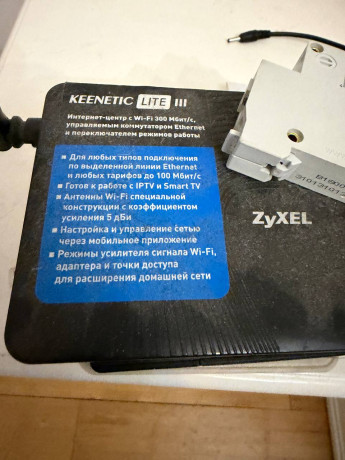 KEENETIC LITE III
Интернет-центр с Wi-Fi 300 Мбит/с,
управляемым коммутатором Ethernet
и переключателем режимов работы
Для любых типов подключения
по выделенной линии Ethernet
и любых тарифов до 100 Мбит/с
Готов к работе с IPTV и Smart TV
Антенны Wi-Fi специальной
конструкции с коэффициентом
усиления 5 дБи
Настройка и управление сетью
через мобильное приложение
Режимы усилителя сигнала Wi-Fi,
адаптера и точки доступа
для расширения домашней сети
ZyXEL